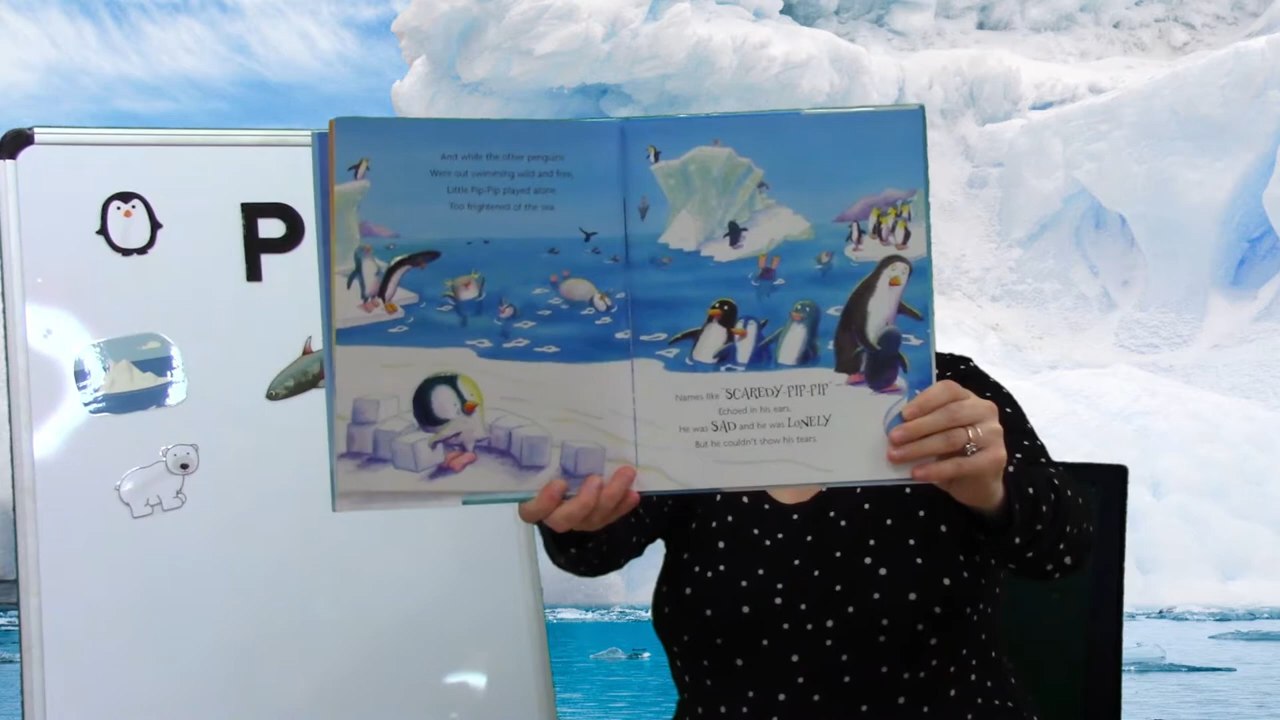 P
And while the other penguins
Were out swimming wild and free,
Little Pip-Pip played alone
Too frightened of the sea.
Names like "SCAREDY-PIP-PIP"
Echoed in his ears.
He was SAD and he was LONELY
But he couldn't show his tears.